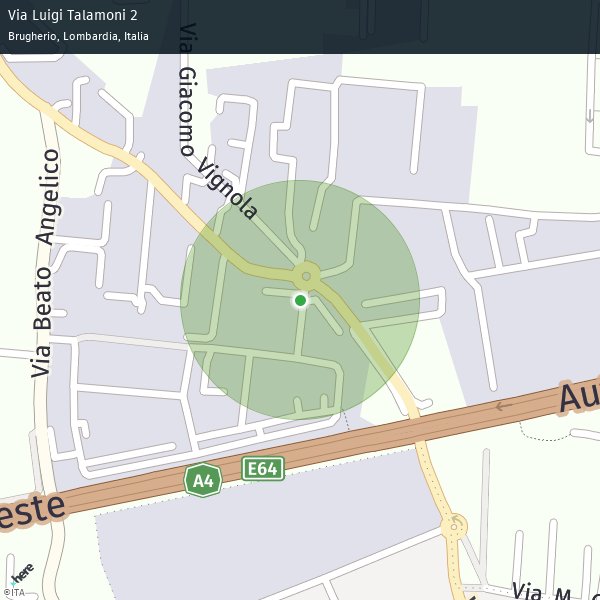 Via Luigi Talamoni 2
Brugherio, Lombardia, Italia
Via Giacomo Vignola
Via Beato Angelico
Au
A4
E64
este
here
©ITA
Via M